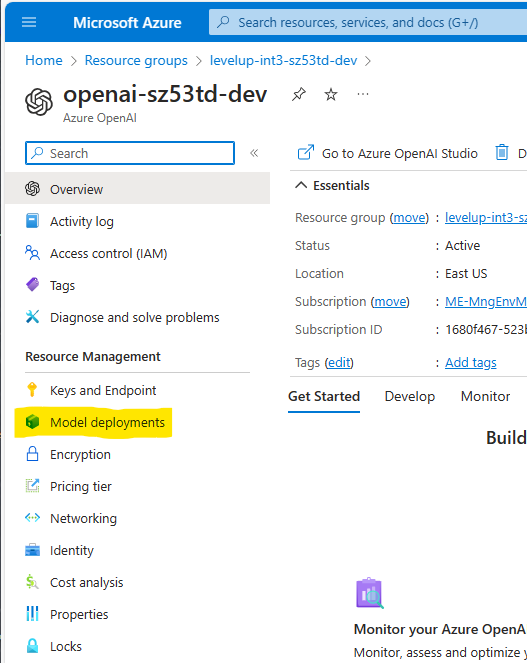 Microsoft Azure
Search resources, services, and docs (G+/)
Home > Resource groups > levelup-int3-sz53td-dev >
openai-sz53td-dev
Azure OpenAI
Search
Overview
Activity log
Access control (IAM)
Tags
Diagnose and solve problems
Resource Management
Keys and Endpoint
Model deployments
Encryption
Pricing tier
Networking
Identity
Cost analysis
Properties
Locks
Go to Azure OpenAI Studio D
Essentials
Resource group (move) : levelup-int3-sz
Status : Active
Location : East US
Subscription (move) : ME-MngEnvM
Subscription ID : 1680f467-523b
Tags (edit) : Add tags
Get Started Develop Monitor
Build
Monitor your Azure OpenA
Monitor, assess and optimize y